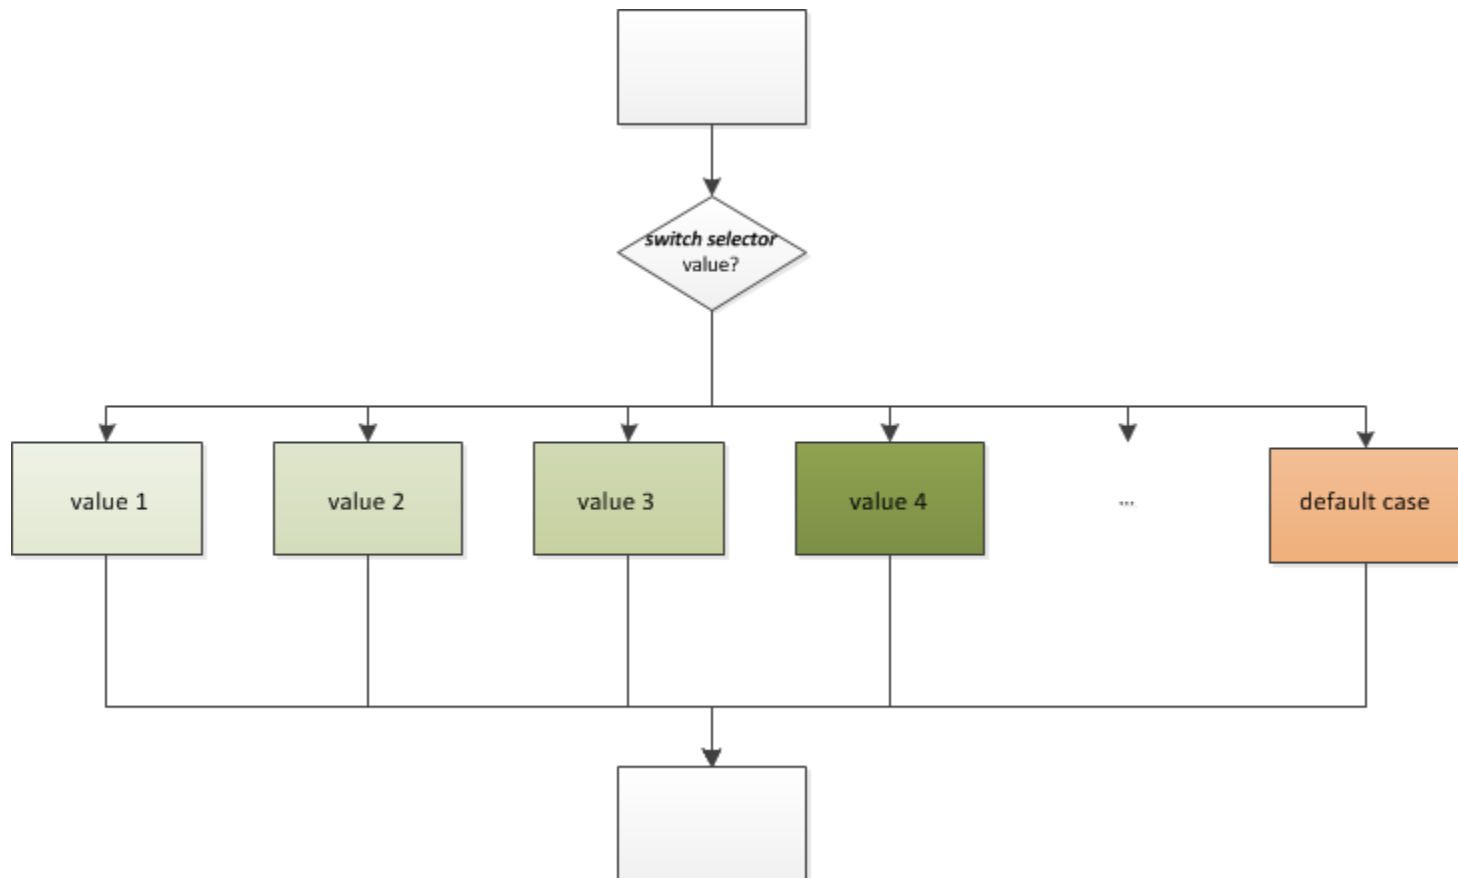 switch selector
value?
value 1
value 2
value 3
value 4
....
default case